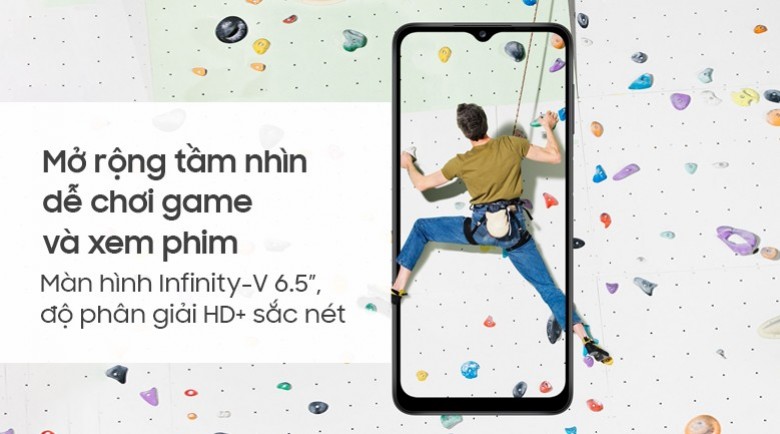 Mở rộng tầm nhìn
dễ chơi game
và xem phim
Màn hình Infinity-V 6.5”,
độ phân giải HD+ sắc nét